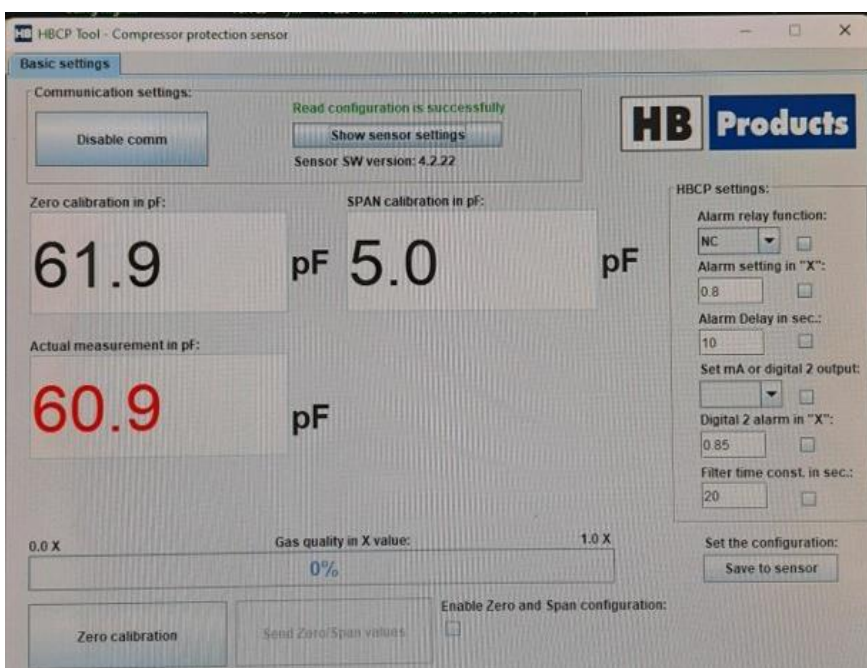 HB HBCP Tool - Compressor protection sensor
Basic settings
Communication settings:
Disable comm
Read configuration is successfully
Show sensor settings
Sensor SW version: 4.2.22
HB Products
Zero calibration in pF:
61.9 pF
SPAN calibration in pF:
5.0 pF
Actual measurement in pF:
60.9 pF
HBCP settings:
Alarm relay function:
NC
Alarm setting in "X":
0.8
Alarm Delay in sec.:
10
Set mA or digital 2 output:
Digital 2 alarm in "X":
0.85
Filter time const. in sec.:
20
0.0 X
Gas quality in X value:
1.0 X
0%
Set the configuration:
Save to sensor
Zero calibration
Send Zero/Span values
Enable Zero and Span configuration: